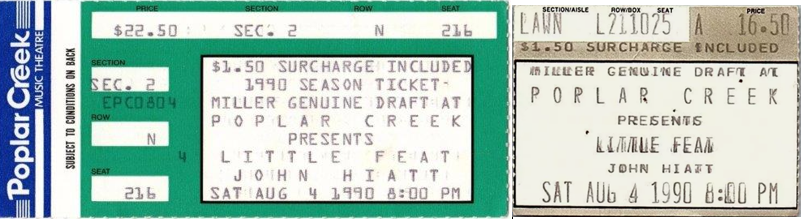 Poplar Creek
MUSIC THEATRE
SUBJECT TO CONDITIONS ON BACK
PRICE SECTION ROW SEAT
$22.50 SEC. 2 N 216
SECTION
SEC. 2
EPC0804
ROW
N
4
SEAT
216
$1.50 SURCHARGE INCLUDED
1990 SEASON TICKET-
MILLER GENUINE DRAFT AT
POPLAR CREEK
PRESENTS
LITTLE FEAT
JOHN HIATT
SAT AUG 4 1990 8:00 PM
SECTION/AISLE ROW/BOX SEAT PRICE
LAWN L211025 A 16.50
$1.50 SURCHARGE INCLUDED
MILLER GENUINE DRAFT AT
POPLAR CREEK
PRESENTS
LITTLE FEAT
JOHN HIATT
SAT AUG 4 1990 8:00 PM